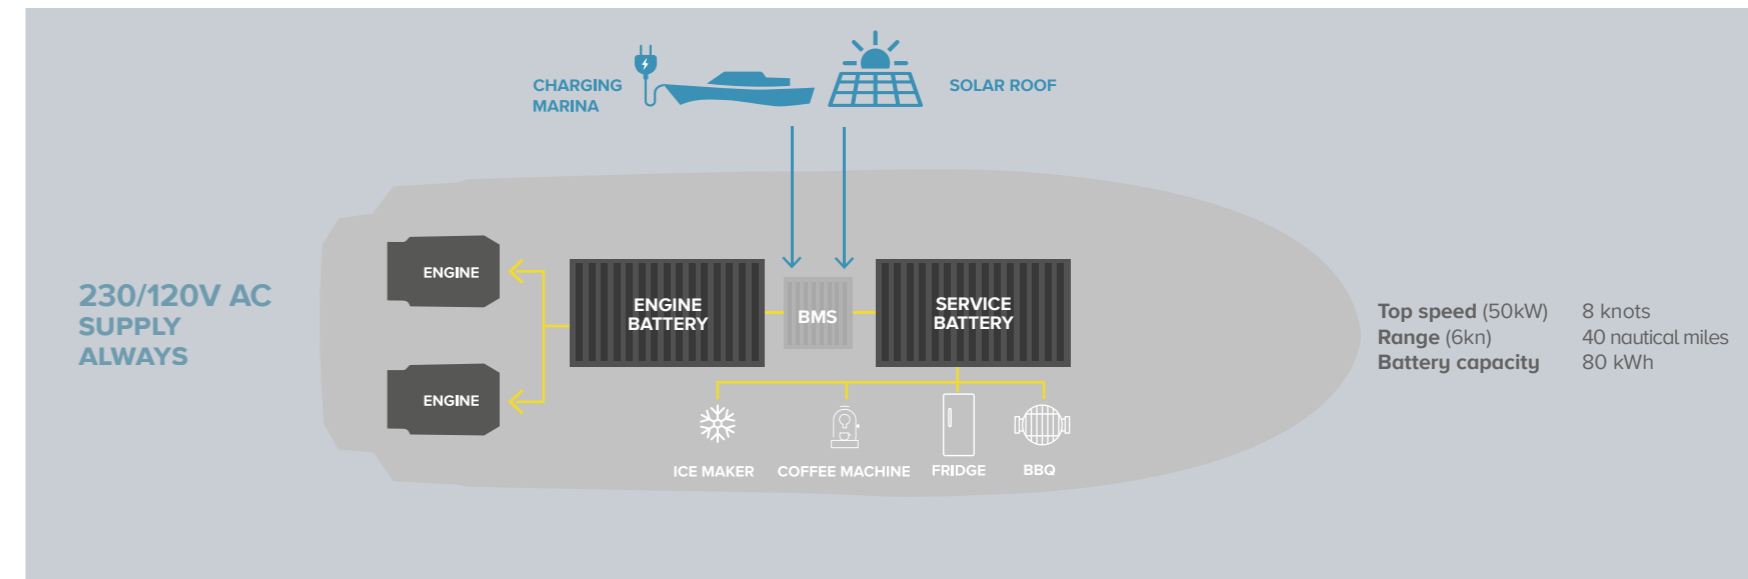 CHARGING
MARINA
SOLAR ROOF
230/120V AC
SUPPLY
ALWAYS
ENGINE
ENGINE
ENGINE
BATTERY
BMS
SERVICE
BATTERY
ICE MAKER
COFFEE MACHINE
FRIDGE
BBQ
Top speed (50kW) 8 knots
Range (6kn) 40 nautical miles
Battery capacity 80 kWh